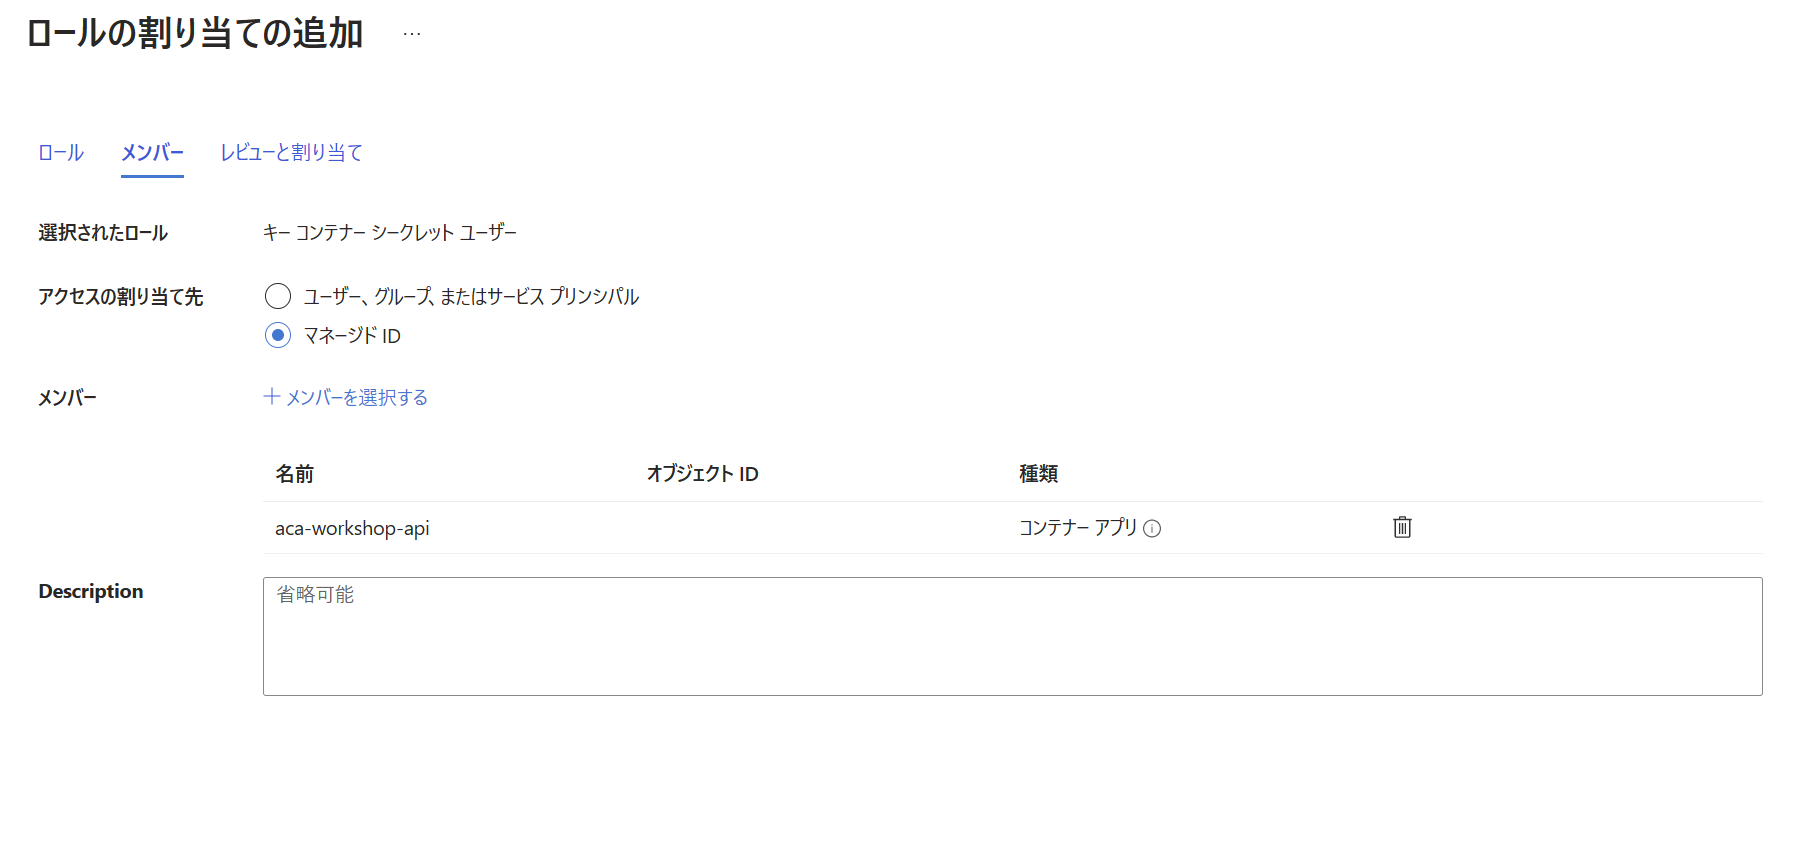 ロールの割り当ての追加 …
ロール メンバー レビューと割り当て
選択されたロール キー コンテナー シークレット ユーザー
アクセスの割り当て先 ユーザー、グループ、またはサービス プリンシパル
マネージド ID
メンバー メンバーを選択する
名前 オブジェクト ID 種類
aca-workshop-api コンテナー アプリ
Description 省略可能